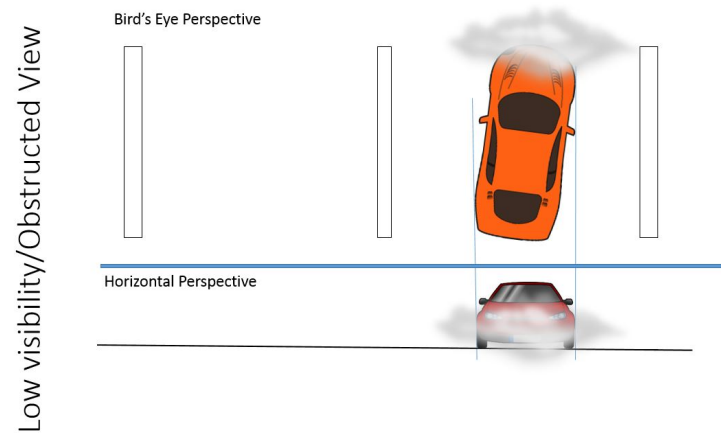 Low visibility/Obstructed View
Bird's Eye Perspective
Horizontal Perspective